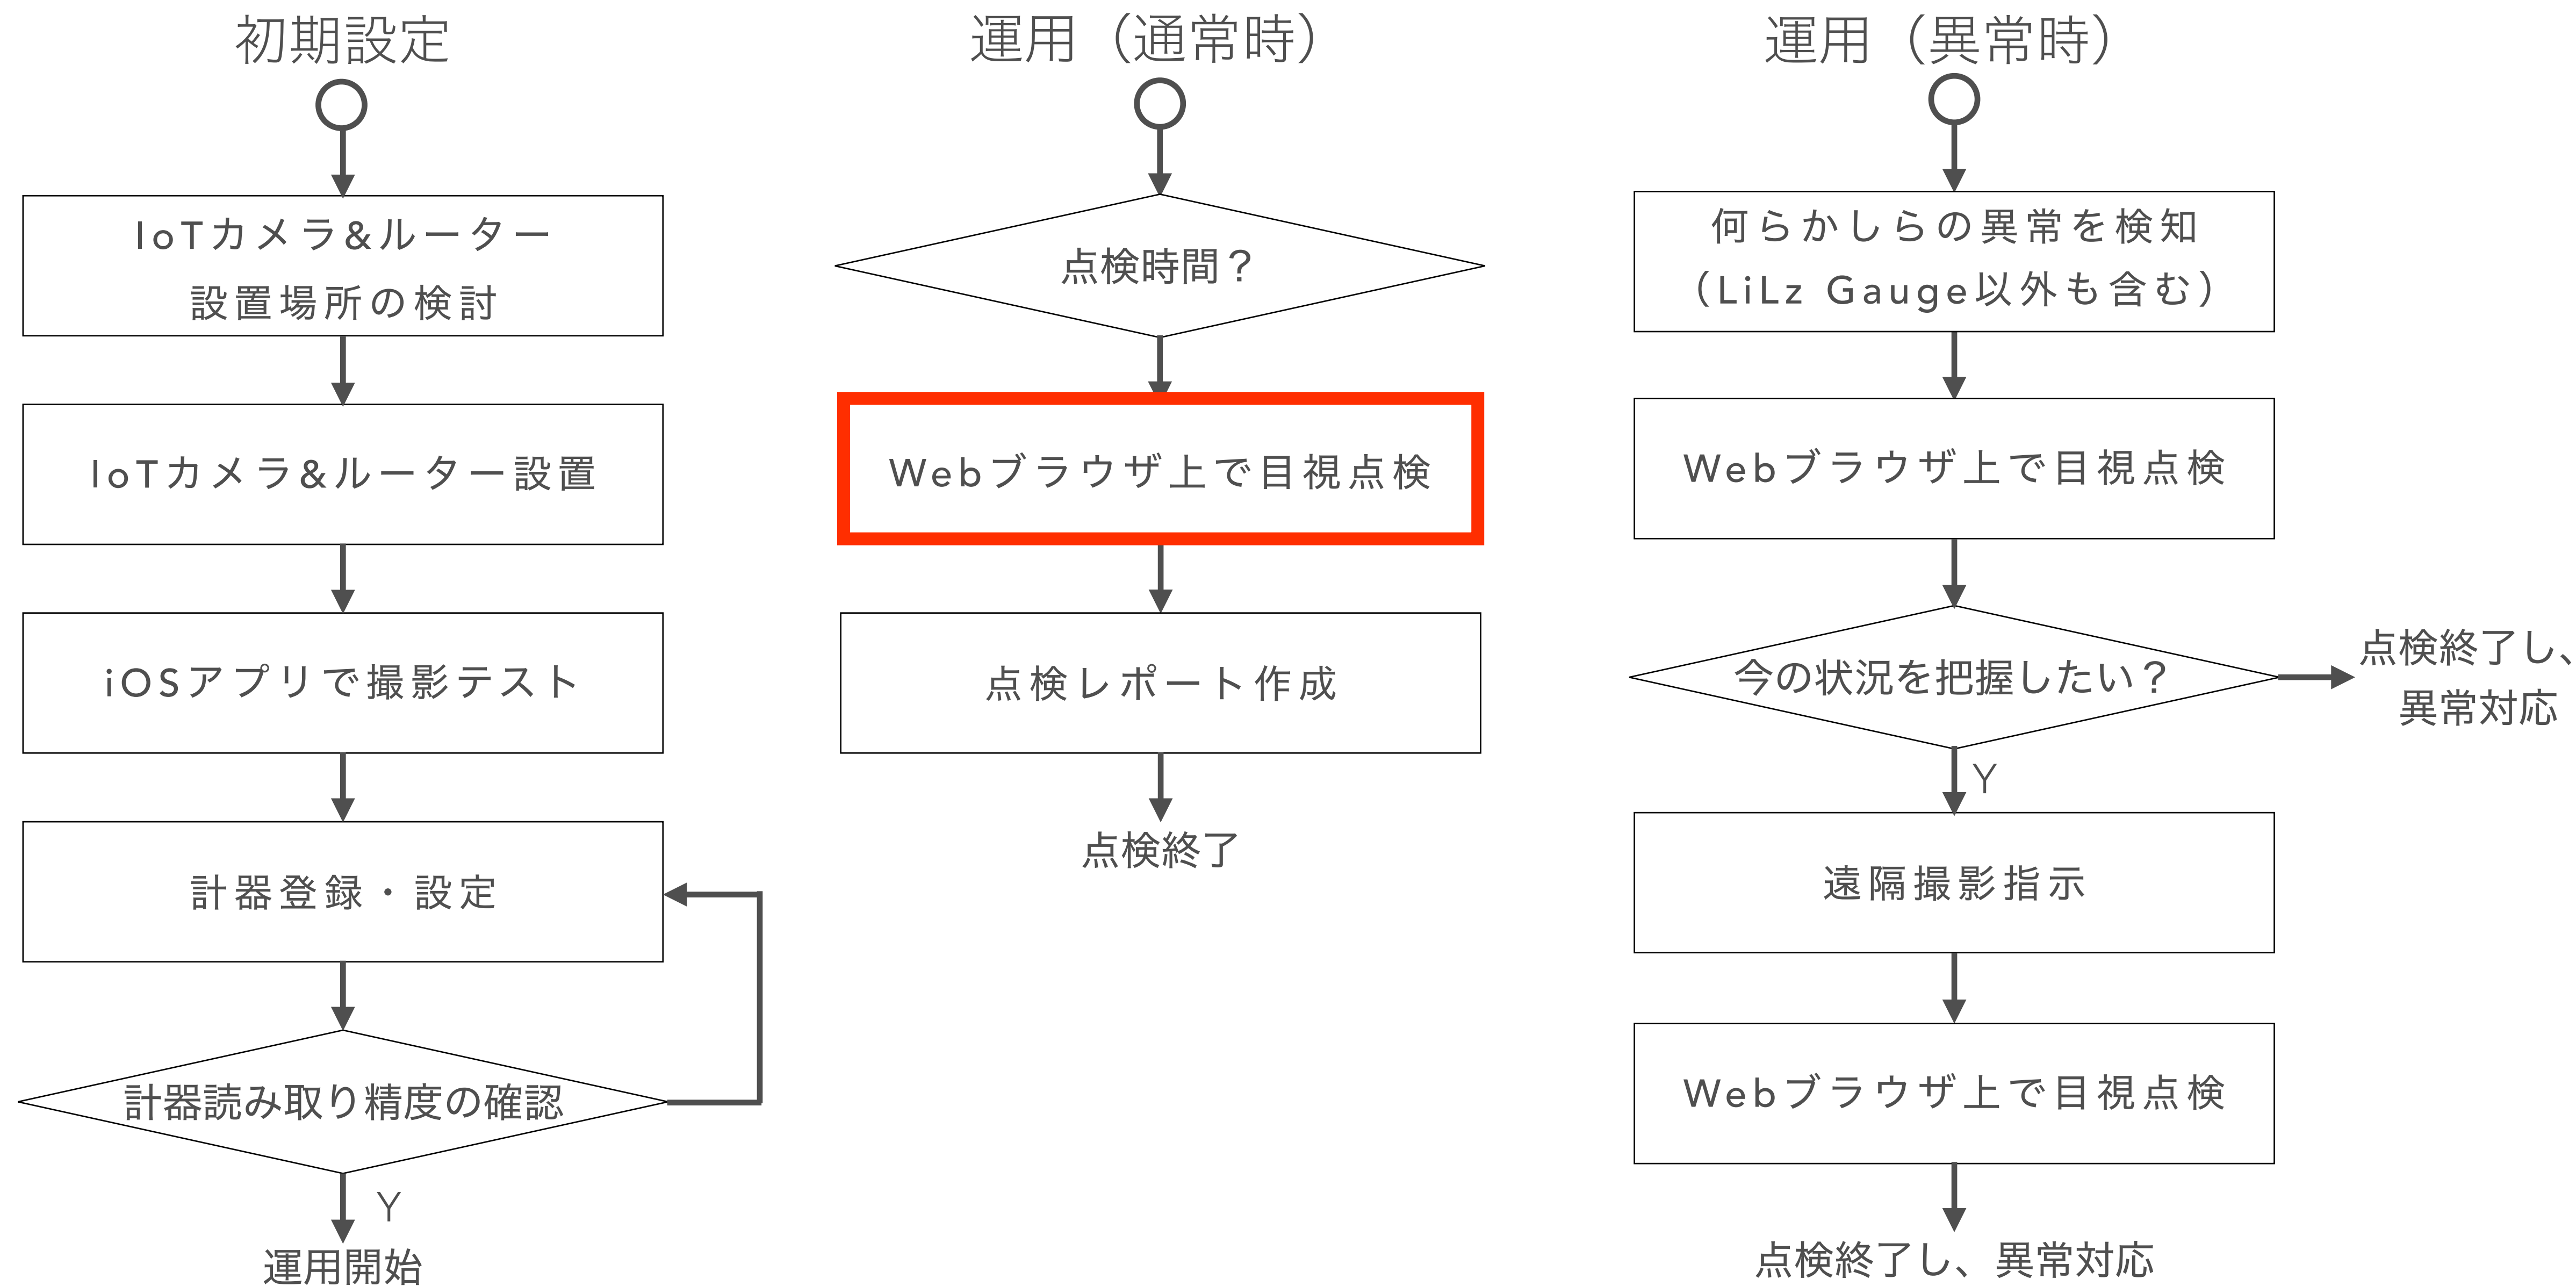 初期設定
IoTカメラ&ルーター
設置場所の検討
IoTカメラ&ルーター設置
iOSアプリで撮影テスト
計器登録・設定
計器読み取り精度の確認
Y
運用開始
運用（通常時）
点検時間？
Webブラウザ上で目視点検
点検レポート作成
点検終了
運用（異常時）
何らかしらの異常を検知
（LiLz Gauge以外も含む）
Webブラウザ上で目視点検
今の状況を把握したい？
点検終了し、
異常対応
Y
遠隔撮影指示
Webブラウザ上で目視点検
点検終了し、異常対応